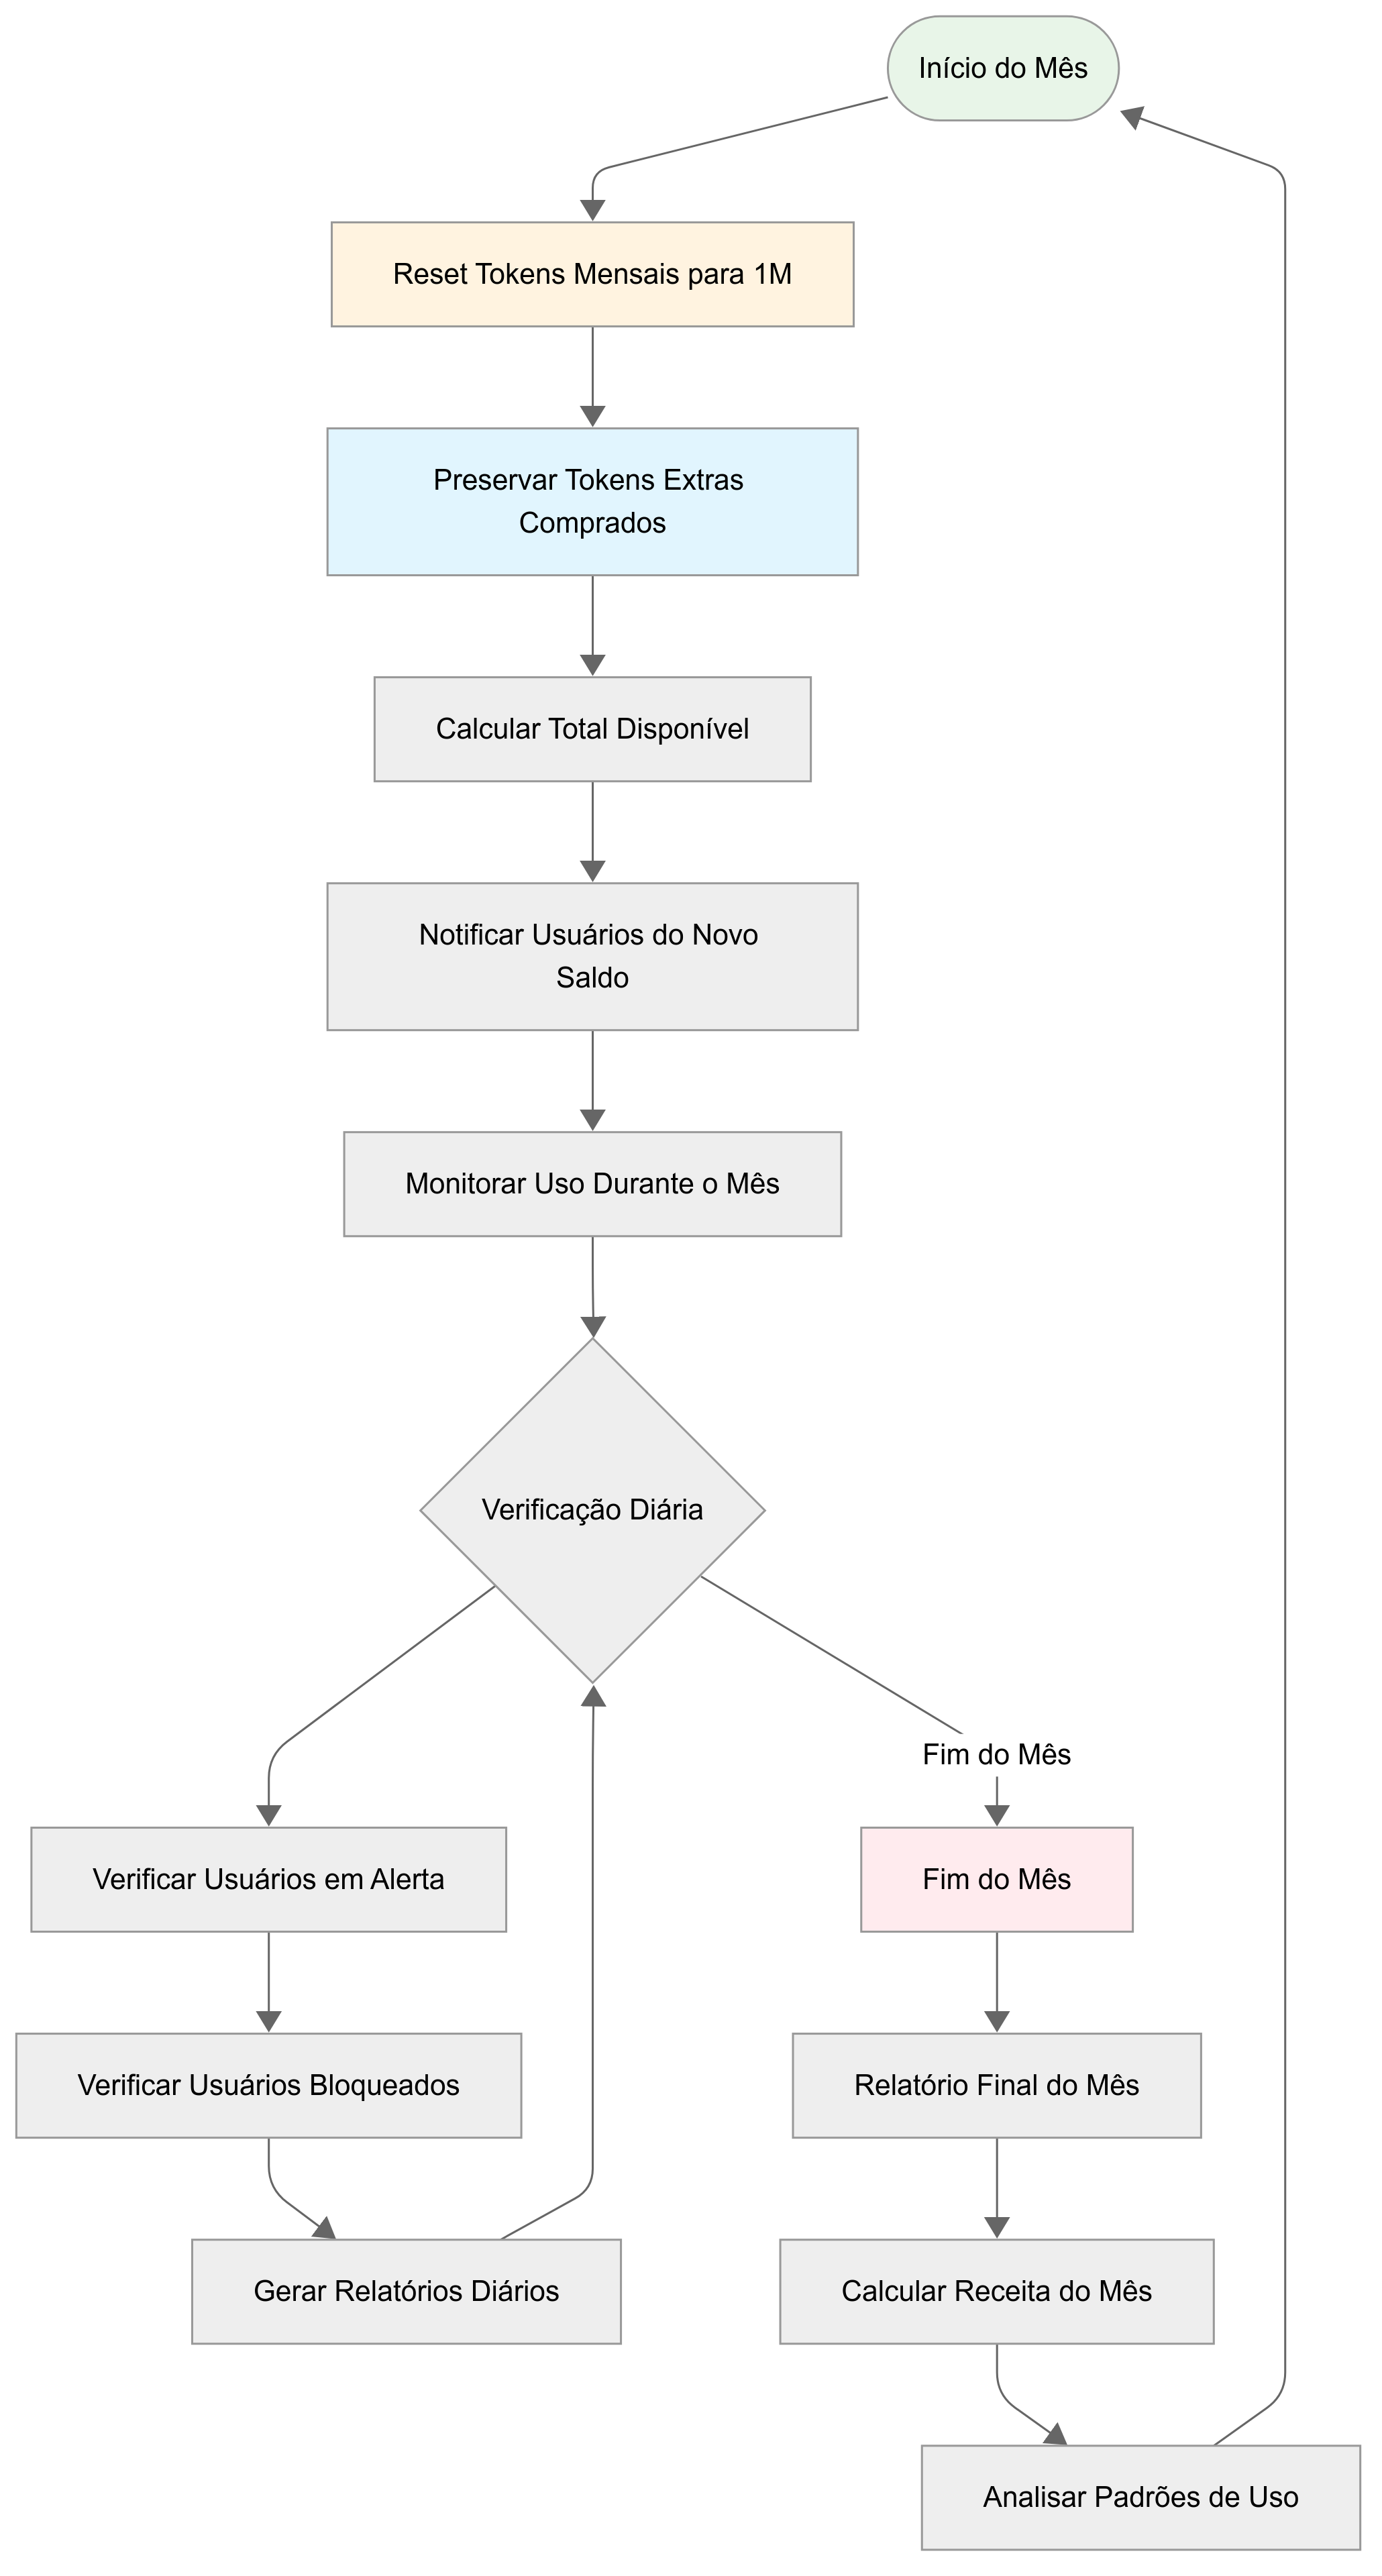 Início do Mês
Reset Tokens Mensais para 1M
Preservar Tokens Extras
Comprados
Calcular Total Disponível
Notificar Usuários do Novo
Saldo
Monitorar Uso Durante o Mês
Verificação Diária
Fim do Mês
Verificar Usuários em Alerta
Fim do Mês
Verificar Usuários Bloqueados
Relatório Final do Mês
Gerar Relatórios Diários
Calcular Receita do Mês
Analisar Padrões de Uso